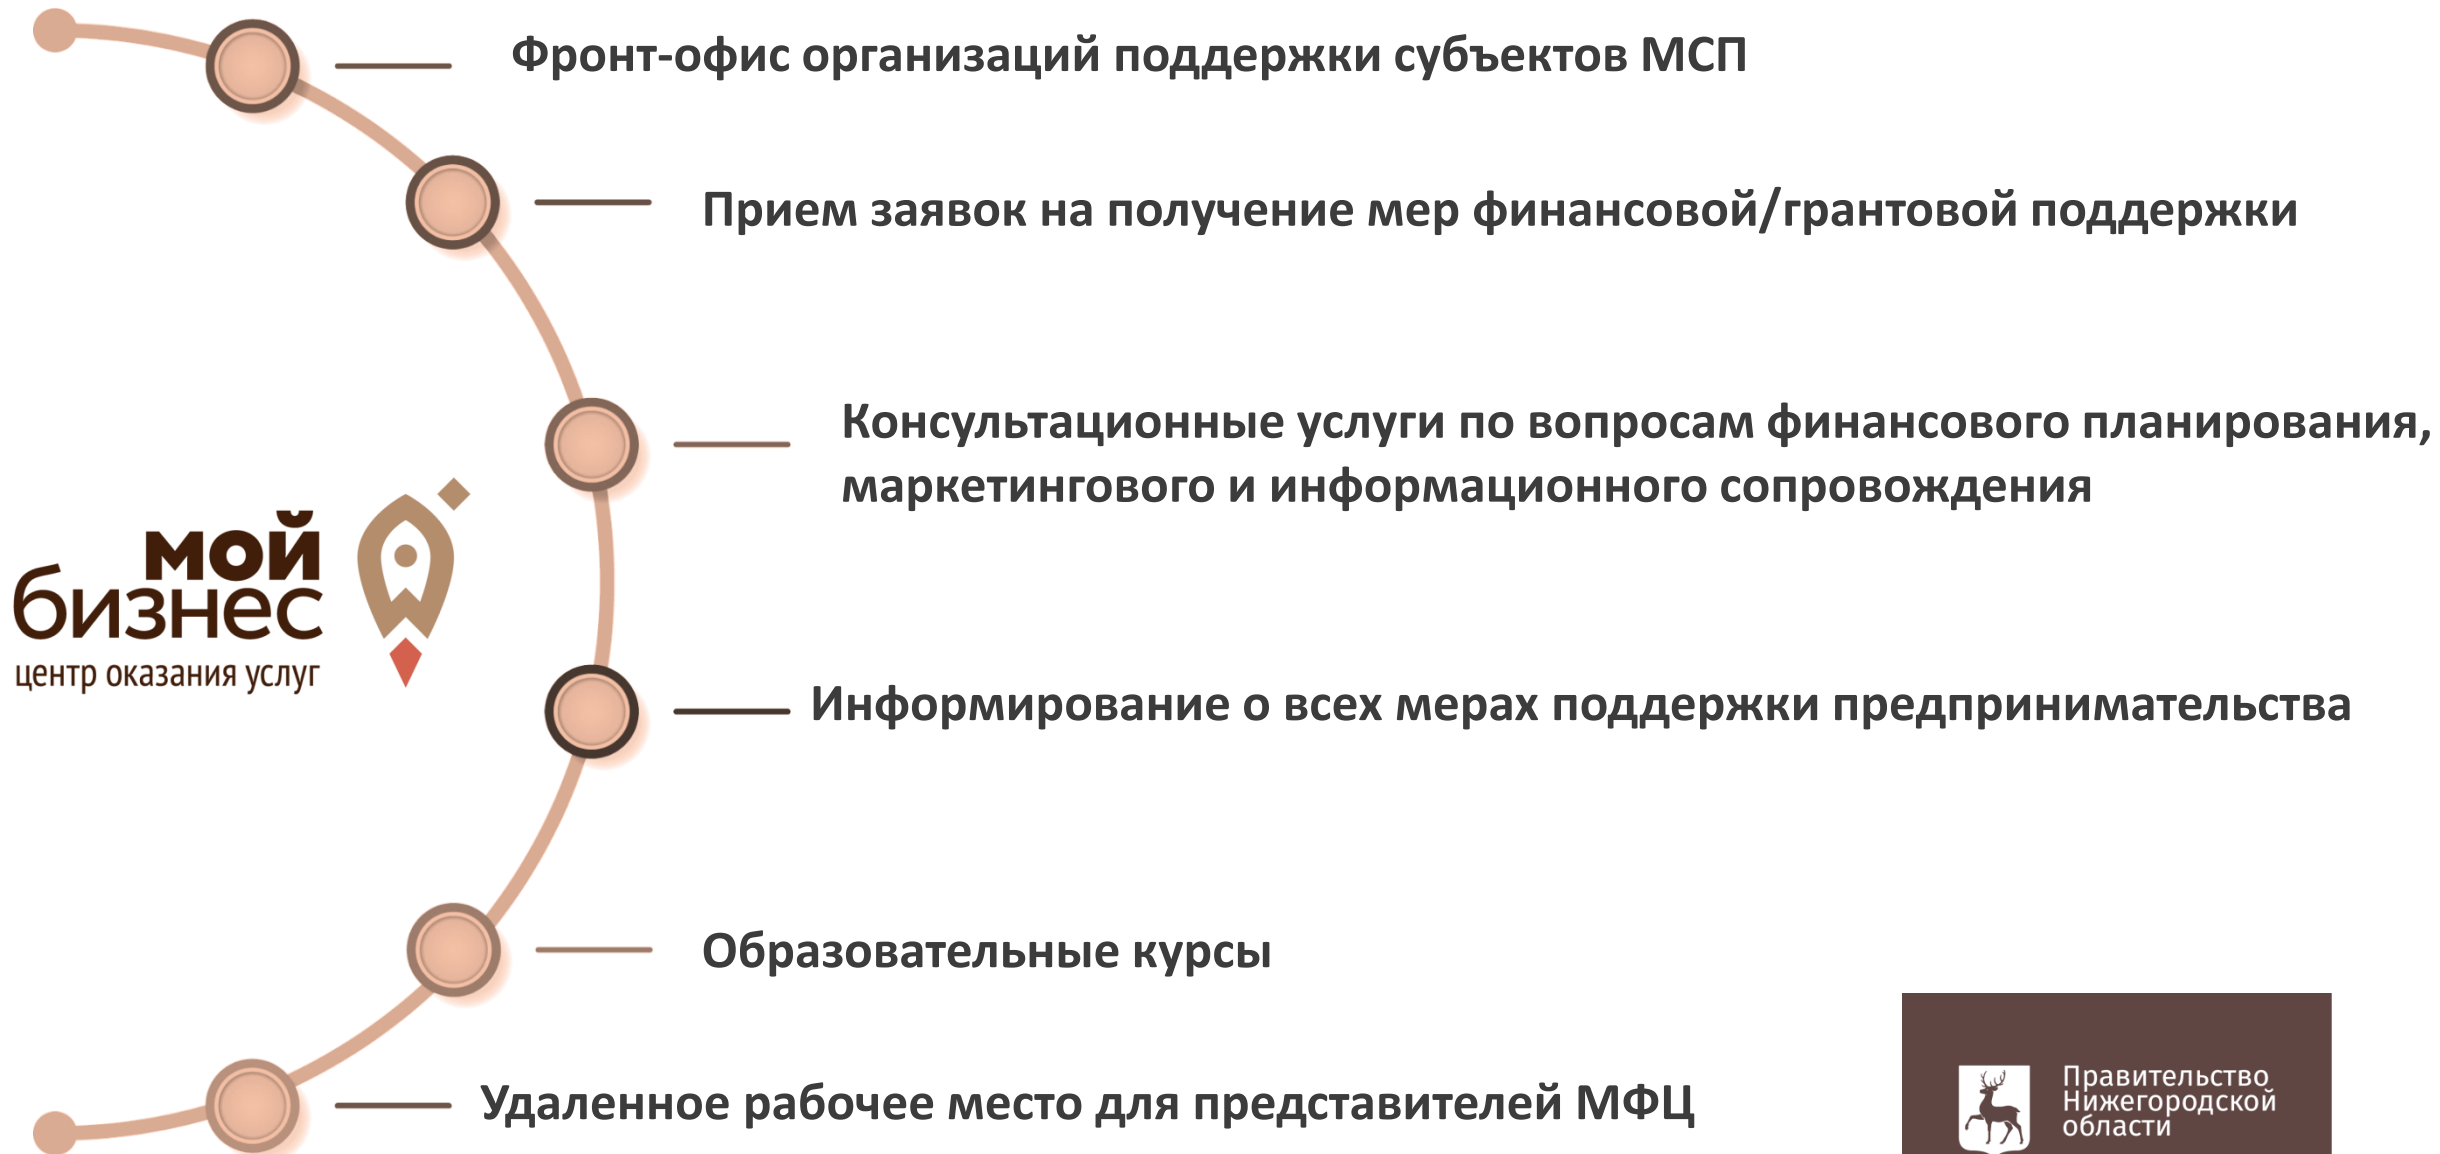 Фронт-офис организаций поддержки субъектов МСП
Прием заявок на получение мер финансовой/грантовой поддержки
Консультационные услуги по вопросам финансового планирования,
маркетингового и информационного сопровождения
мой
бизнес
центр оказания услуг
Информирование о всех мерах поддержки предпринимательства
Образовательные курсы
Удаленное рабочее место для представителей МФЦ
Правительство
Нижегородской
области